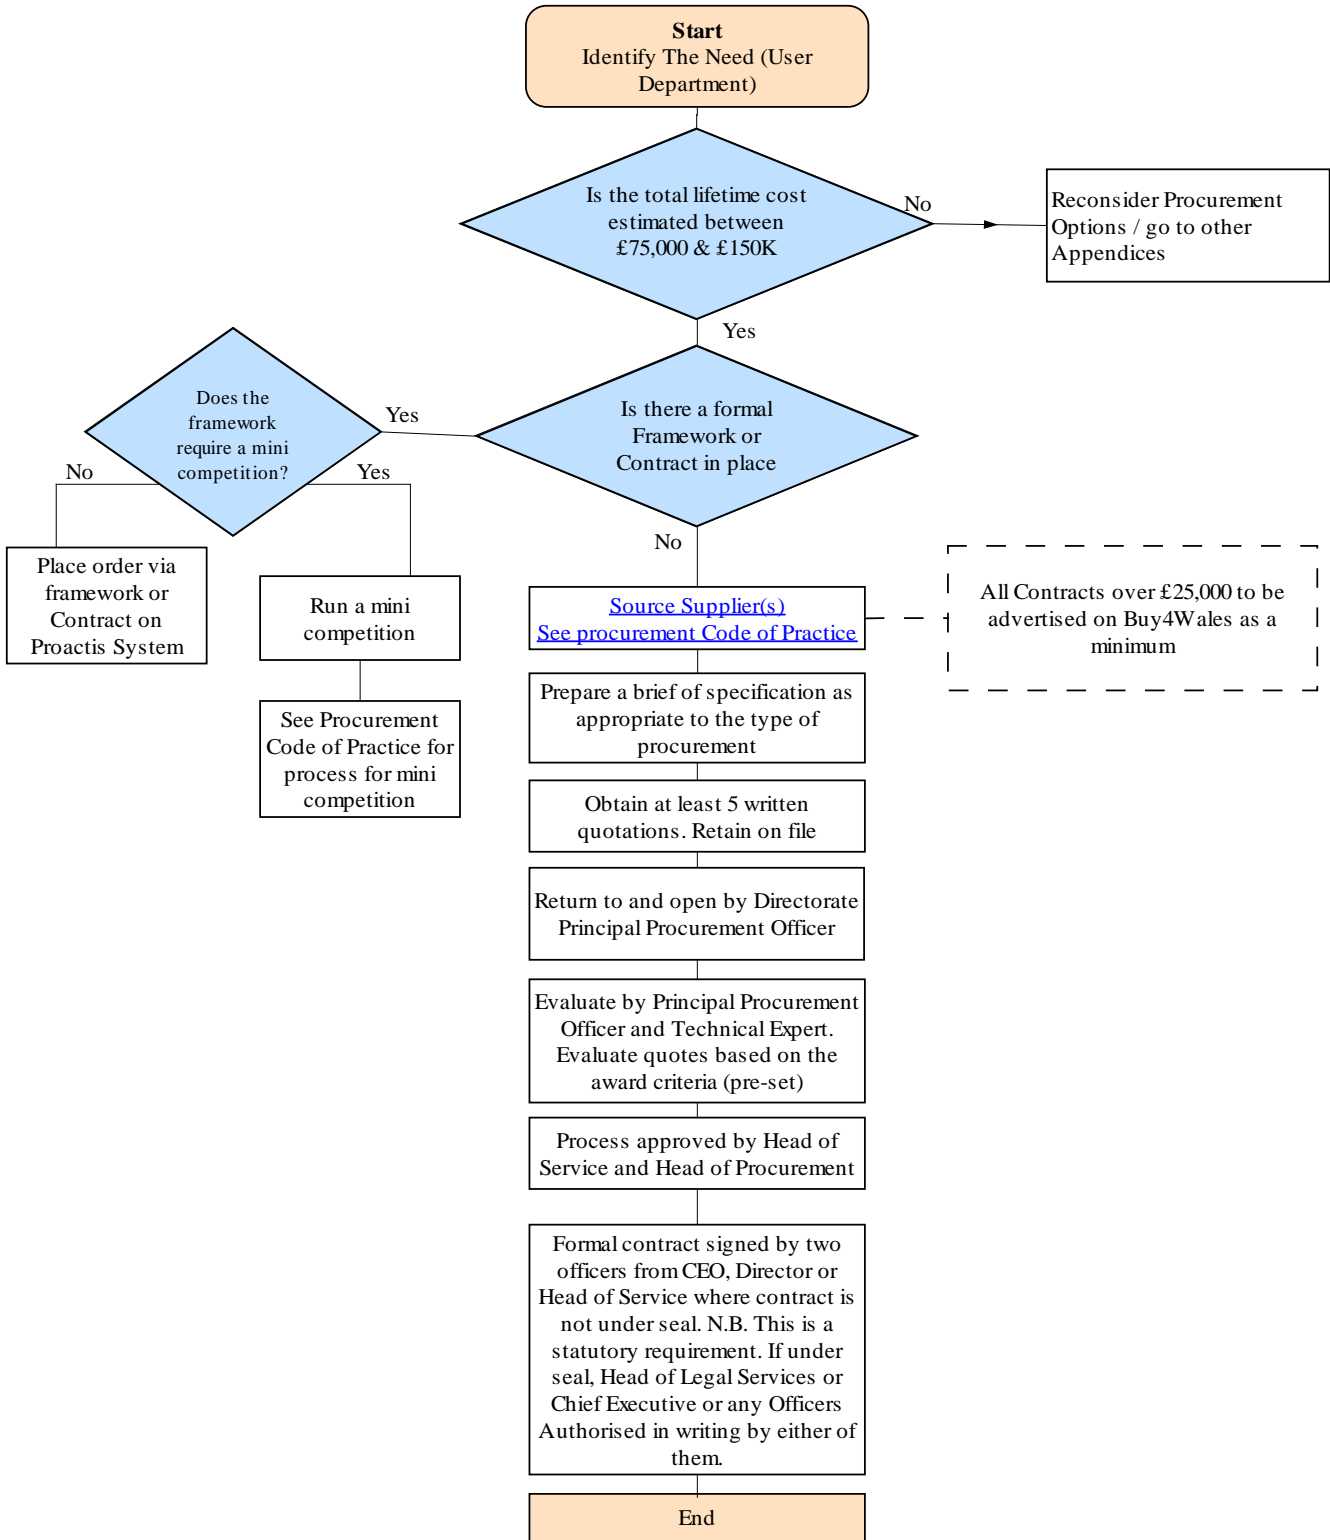 Start
Identify The Need (User
Department)
Is the total lifetime cost
estimated between
£75,000 & £150K
No
Reconsider Procurement
Options / go to other
Appendices
Yes
Does the
framework
require a mini
competition?
Yes
Is there a formal
Framework or
Contract in place
No
Yes
No
Place order via
framework or
Contract on
Proactis System
Run a mini
competition
Source Supplier(s)
See procurement Code of Practice
All Contracts over £25,000 to be
advertised on Buy4Wales as a
minimum
See Procurement
Code of Practice for
process for mini
competition
Prepare a brief of specification as
appropriate to the type of
procurement
Obtain at least 5 written
quotations. Retain on file
Return to and open by Directorate
Principal Procurement Officer
Evaluate by Principal Procurement
Officer and Technical Expert.
Evaluate quotes based on the
award criteria (pre-set)
Process approved by Head of
Service and Head of Procurement
Formal contract signed by two
officers from CEO, Director or
Head of Service where contract is
not under seal. N.B. This is a
statutory requirement. If under
seal, Head of Legal Services or
Chief Executive or any Officers
Authorised in writing by either of
them.
End